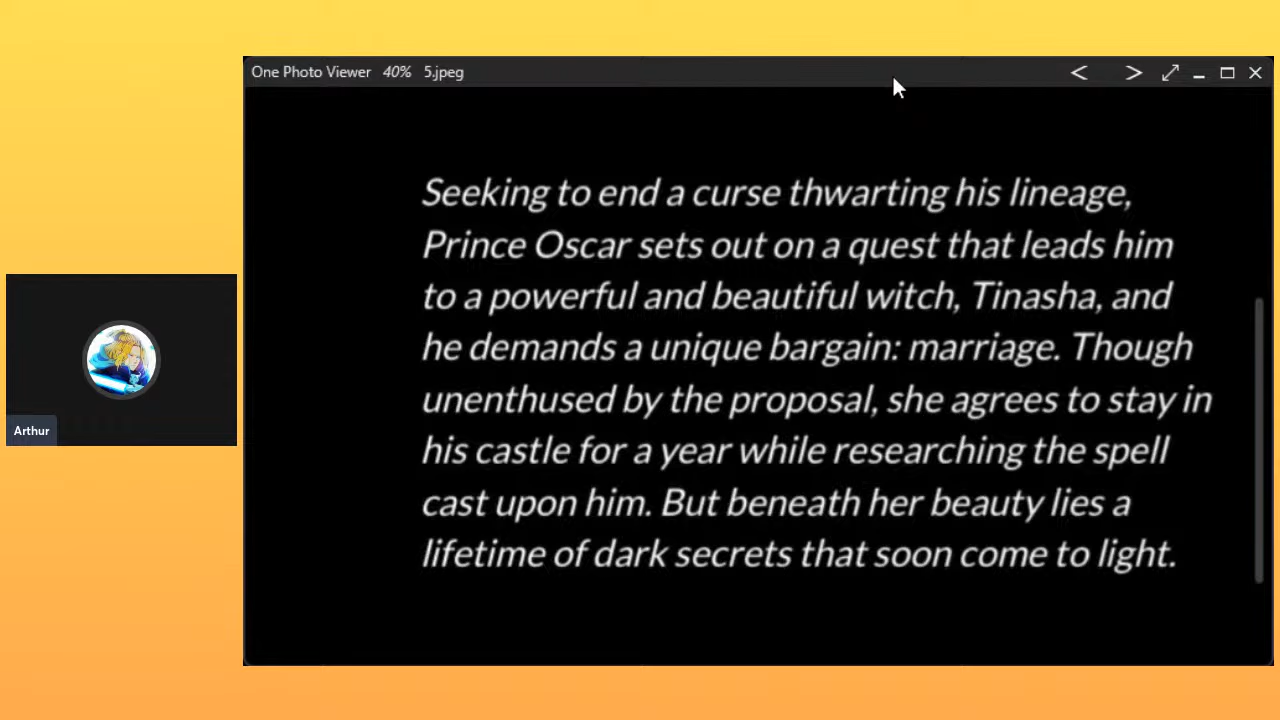 One Photo Viewer 40% 5.jpeg
Seeking to end a curse thwarting his lineage,
Prince Oscar sets out on a quest that leads him
to a powerful and beautiful witch, Tinasha, and
he demands a unique bargain: marriage. Though
unenthused by the proposal, she agrees to stay in
his castle for a year while researching the spell
cast upon him. But beneath her beauty lies a
lifetime of dark secrets that soon come to light.
Arthur